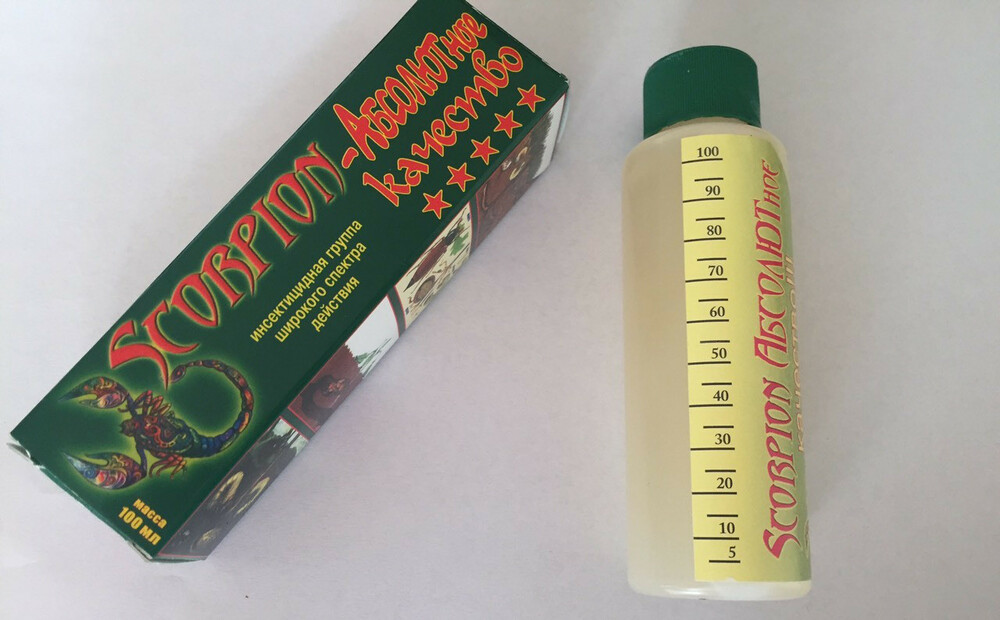 SCORPION
-АБСОЛЮТНОЕ
качество
инсектицидная группа
широкого спектра
действия
масса
100 мл
100
90
80
70
60
50
40
30
20
10
5
SCORPION АБСОЛЮТНОЕ